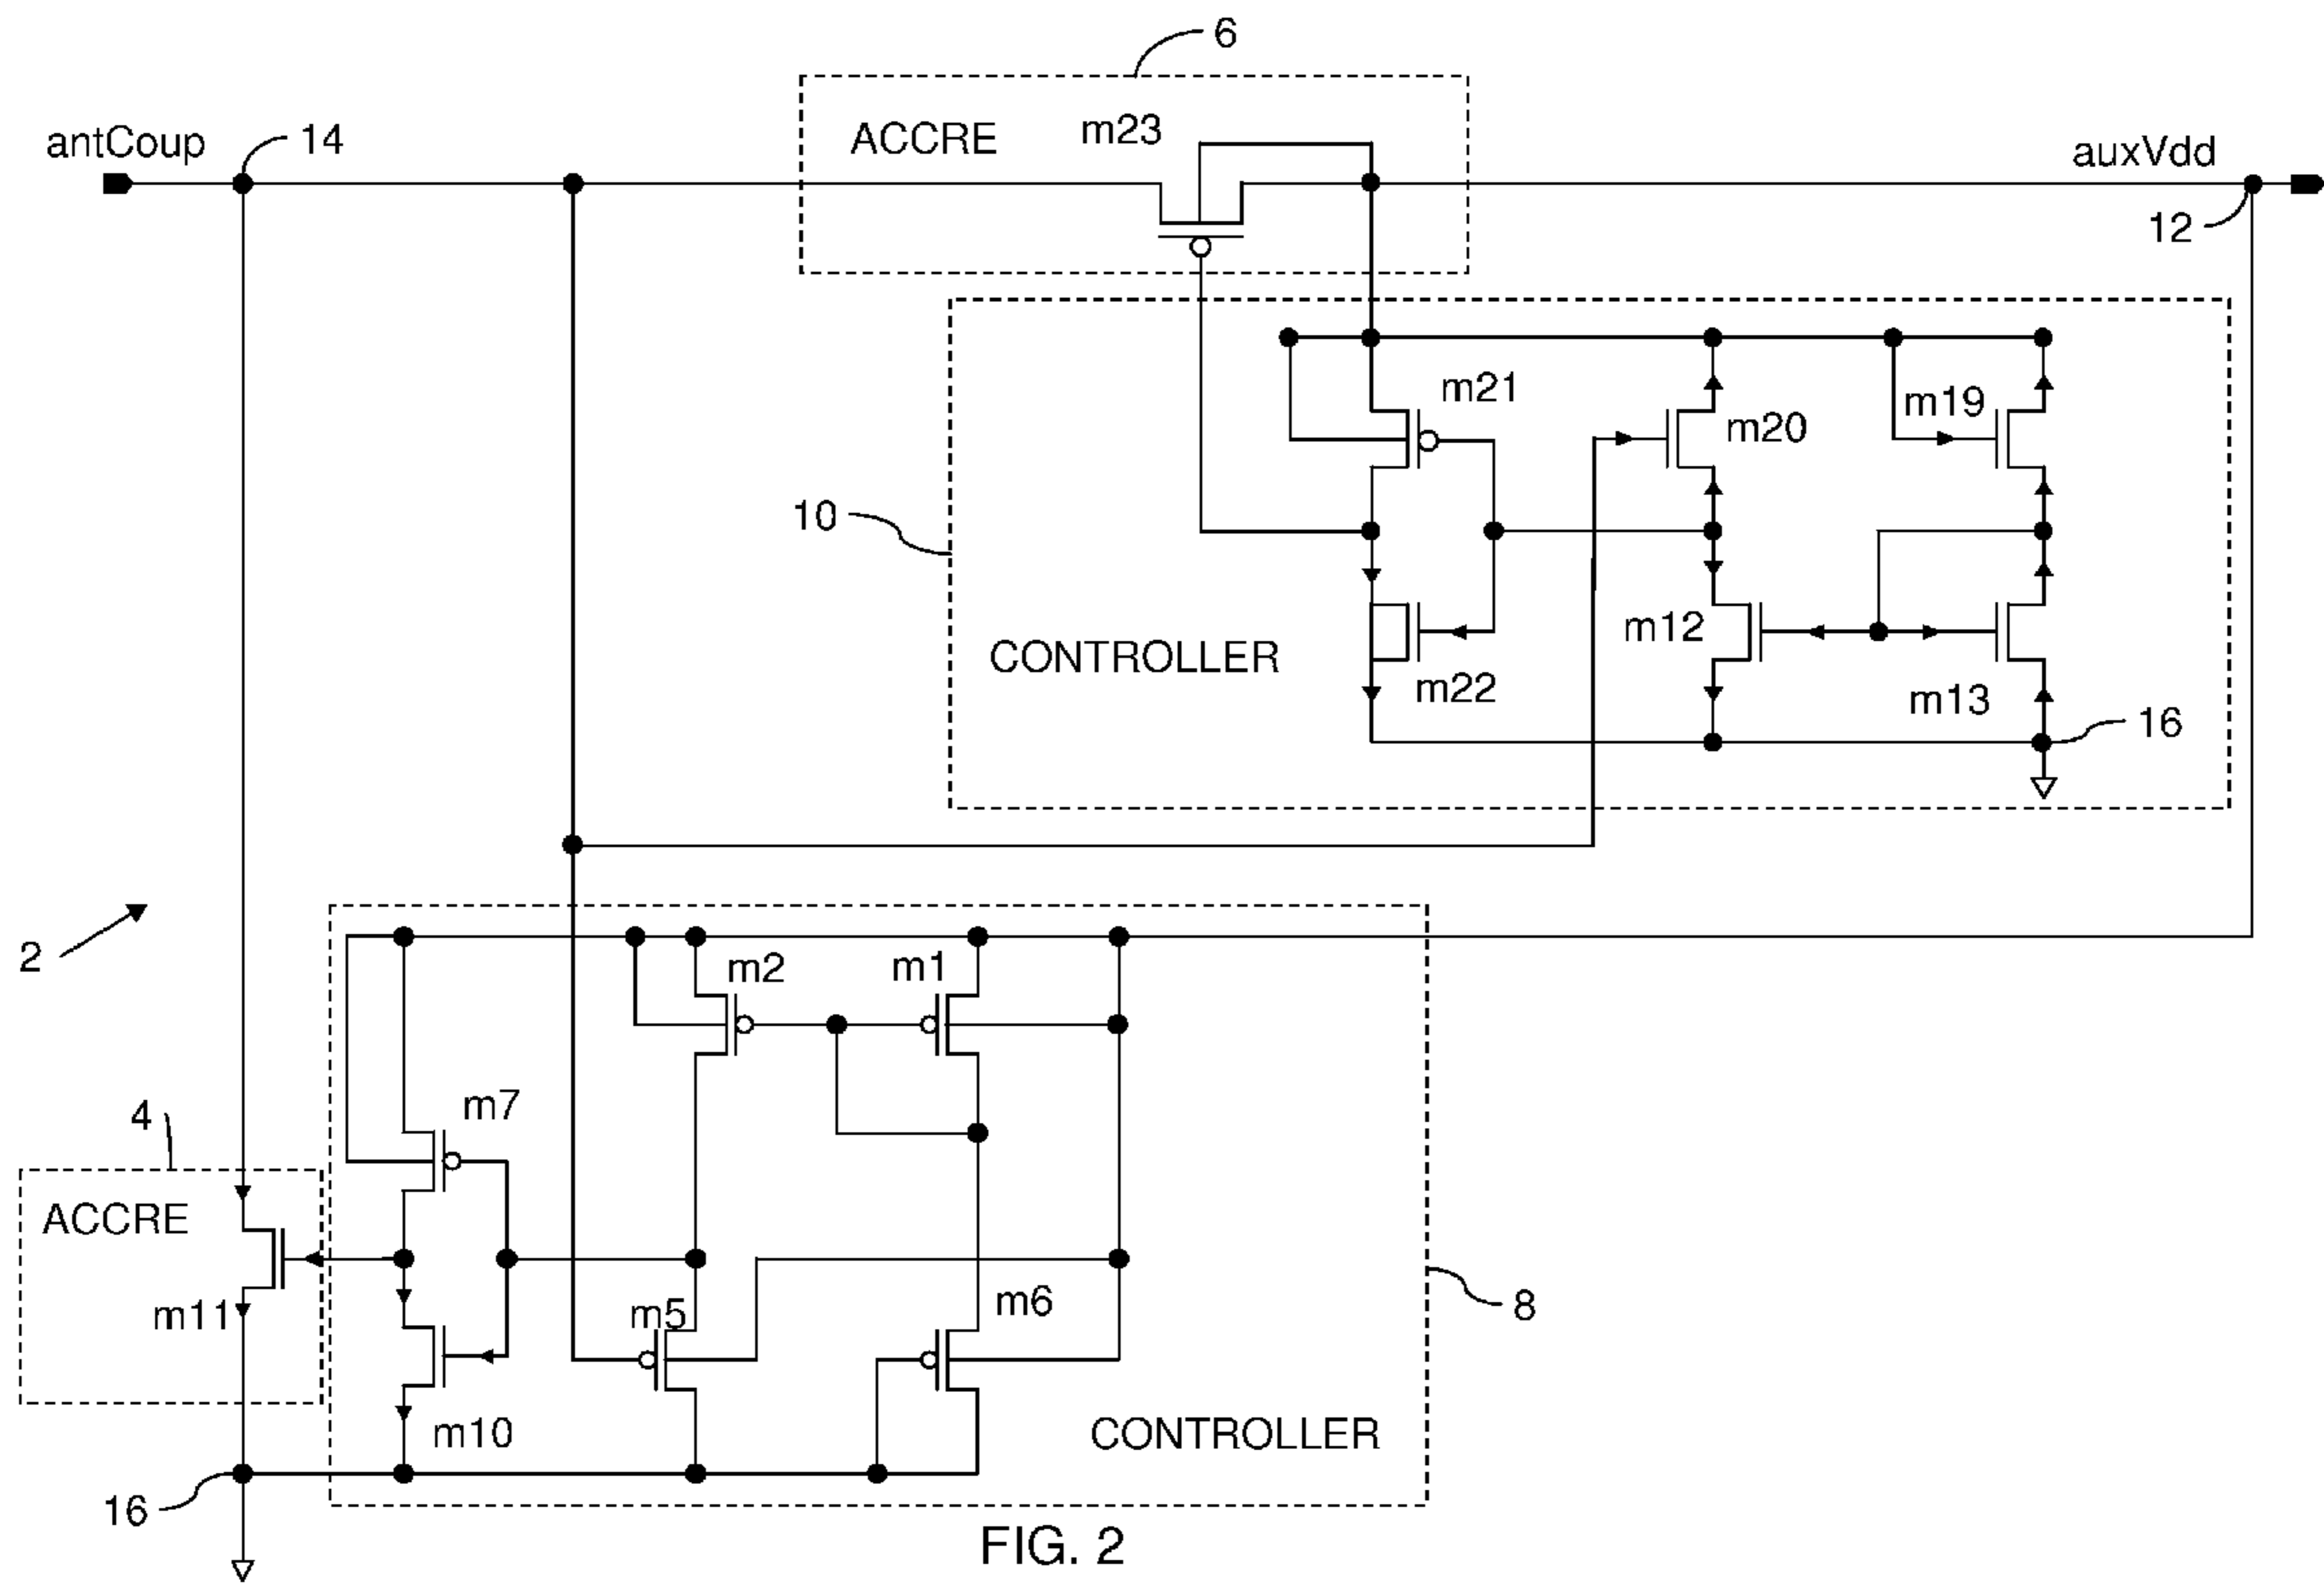 6
antCoup
14
ACCRE
m23
auxVdd
12
m21
m19
m20
10
m12
CONTROLLER
m22
m13
16
2
m2
m1
4
m7
ACCRE
m11
m5
m6
8
m10
CONTROLLER
16
FIG. 2